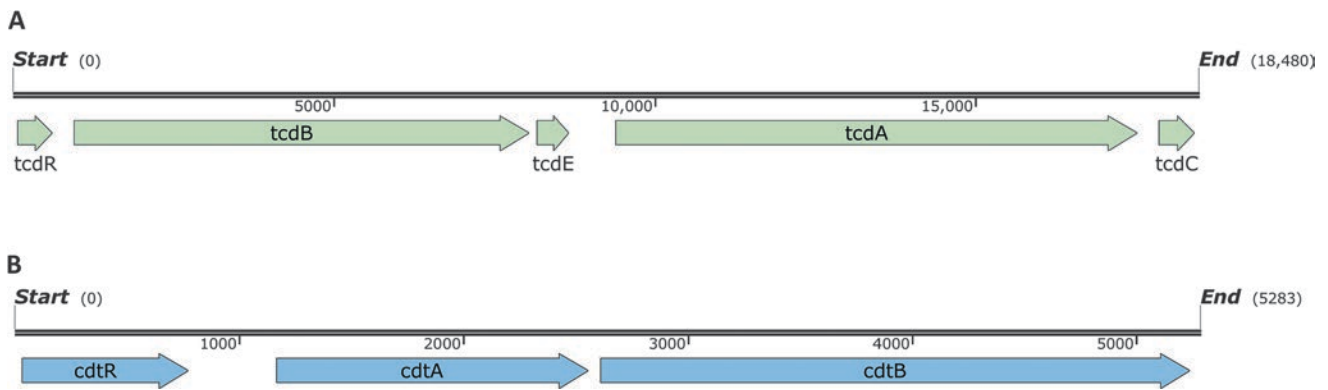 A
Start (0) End (18,480)
5000 10,000 15,000
tcdB tcdA
tcdR tcdE tcdC
B
Start (0) End (5283)
1000 2000 3000 4000 5000
cdtR cdtA cdtB